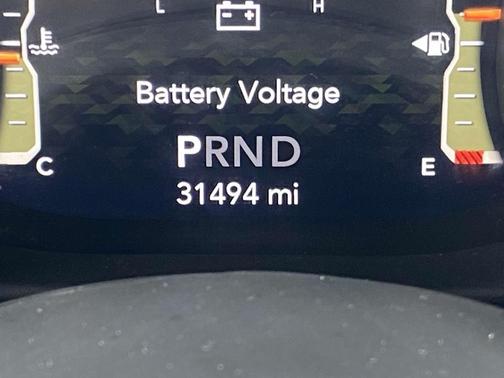 L H
Battery Voltage
PRND
C E
31494 mi